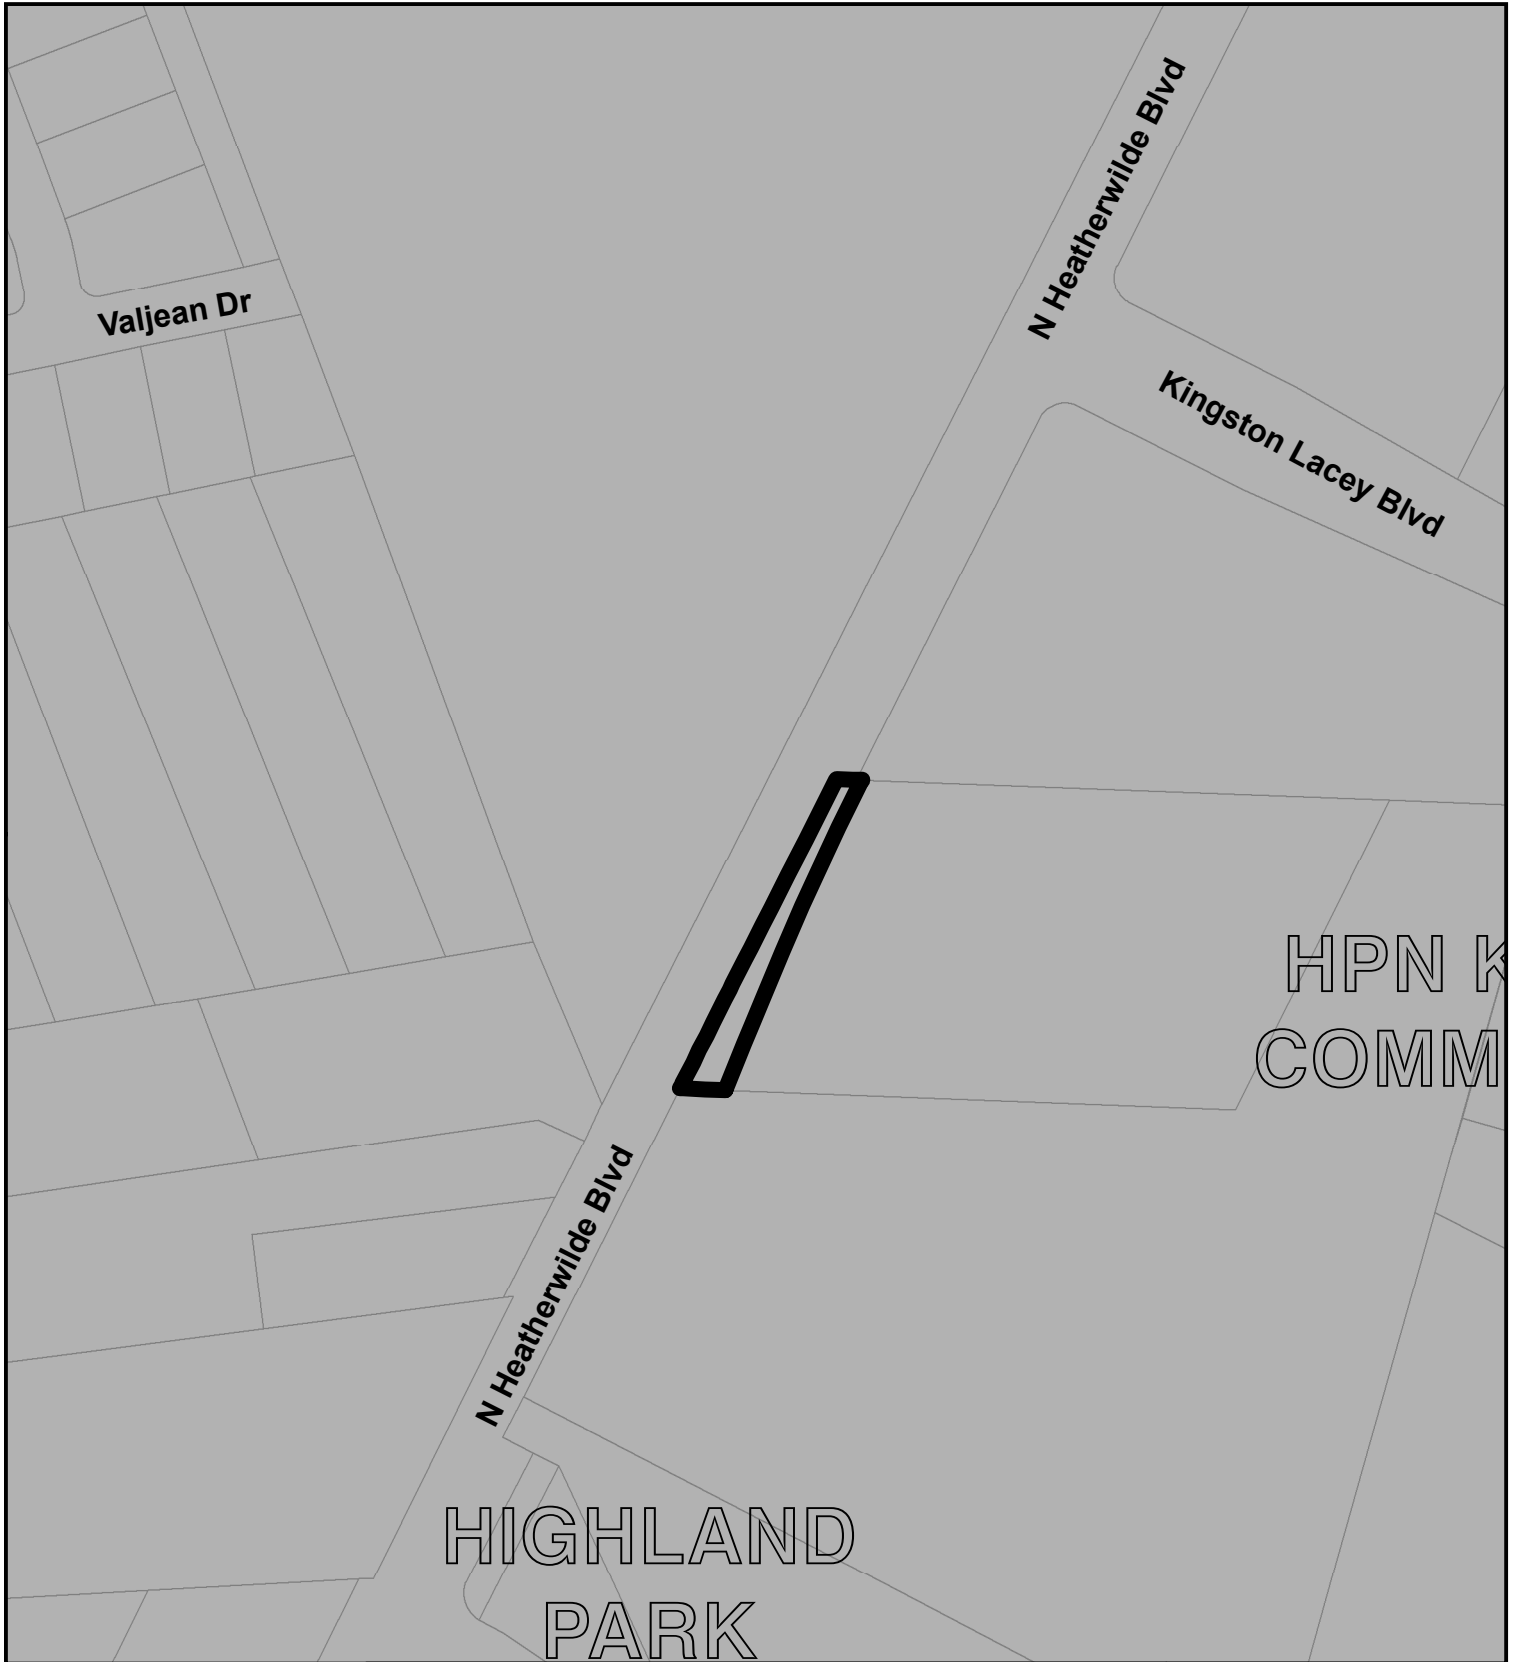 N Heatherwilde Blvd
Valjean Dr
Kingston Lacey Blvd
HPN K
COMM
N Heatherwilde Blvd
HIGHLAND
PARK